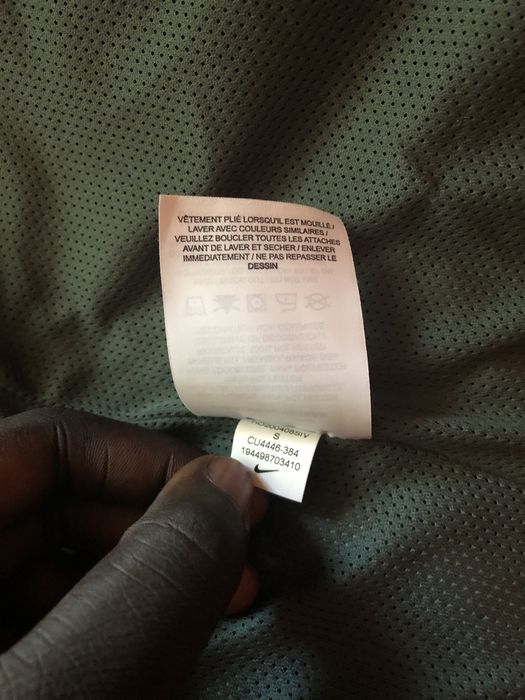 VÊTEMENT PLIÉ LORSQU'IL EST MOUILLÉ /
LAVER AVEC COULEURS SIMILAIRES /
VEUILLEZ BOUCLER TOUTES LES ATTACHES
AVANT DE LAVER ET SECHER / ENLEVER
IMMEDIATEMENT / NE PAS REPASSER LE
DESSIN
S
CU4446-384
194498703410